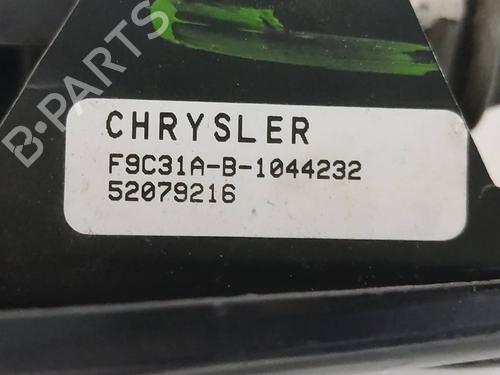 B-PARTS
CHRYSLER
F9C31A-B-1044232
52079216